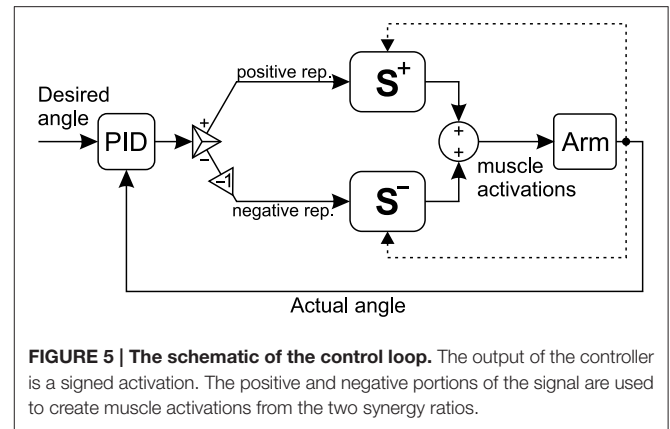 Desired
angle
PID
+
−
−1
positive rep.
negative rep.
S+
S−
+
+
muscle
activations
Arm
Actual angle
FIGURE 5 | The schematic of the control loop. The output of the controller
is a signed activation. The positive and negative portions of the signal are used
to create muscle activations from the two synergy ratios.